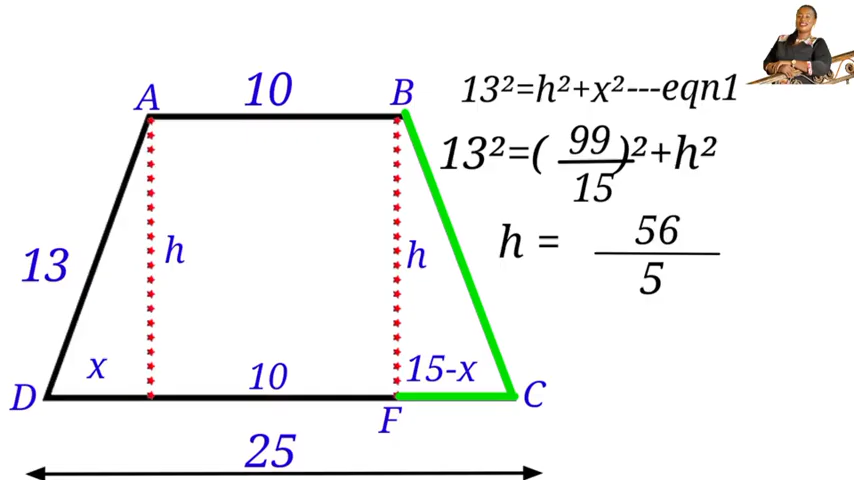 A 10 B
13²=h²+x²---eqn1
13²=(99/15)²+h²
h = 56/5
13 h h
x 10 15-x
D F C
25